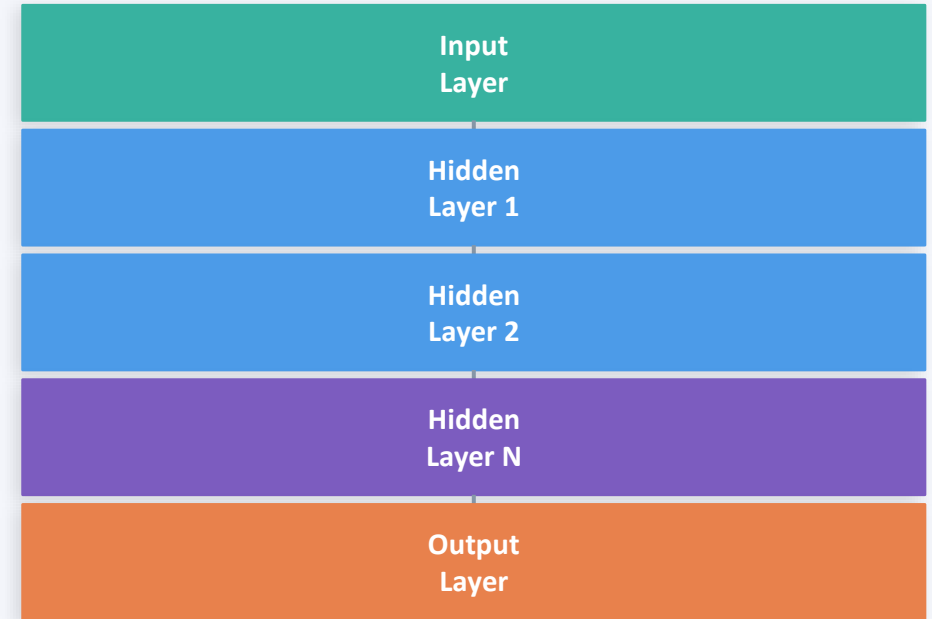 Input
Layer
Hidden
Layer 1
Hidden
Layer 2
Hidden
Layer N
Output
Layer